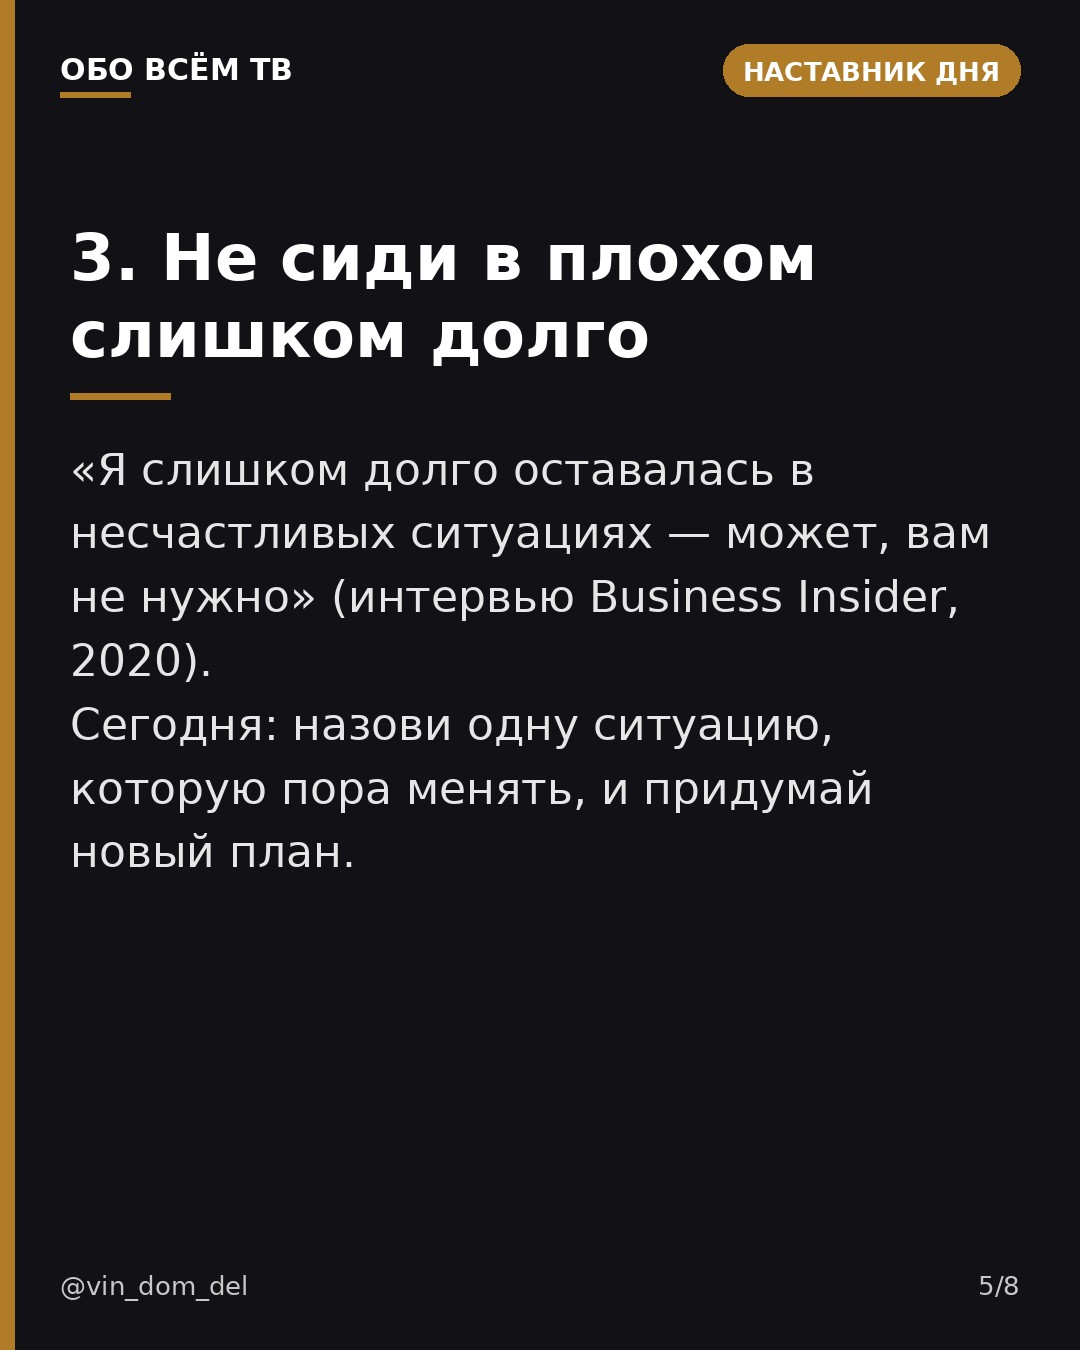 ОБО ВСЁМ ТВ
НАСТАВНИК ДНЯ
3. Не сиди в плохом
слишком долго
«Я слишком долго оставалась в
несчастливых ситуациях — может, вам
не нужно» (интервью Business Insider,
2020).
Сегодня: назови одну ситуацию,
которую пора менять, и придумай
новый план.
@vin_dom_del
5/8